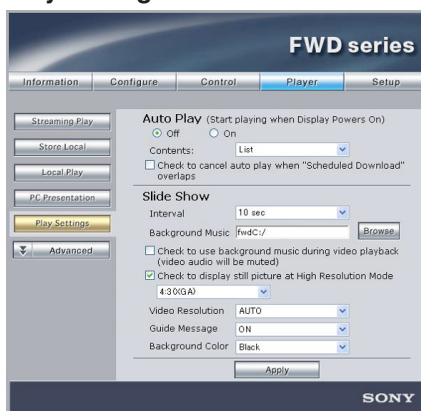 FWD series
Information Configure Control Player Setup
Streaming Play
Store Local
Local Play
PC Presentation
Play Settings
Advanced
Auto Play (Start playing when Display Powers On)
Off On
Contents: List
Check to cancel auto play when "Scheduled Download"
overlaps
Slide Show
Interval 10 sec
Background Music fwdC:/ Browse
Check to use background music during video playback
(video audio will be muted)
Check to display still picture at High Resolution Mode
4:3(XGA)
Video Resolution AUTO
Guide Message ON
Background Color Black
Apply
SONY